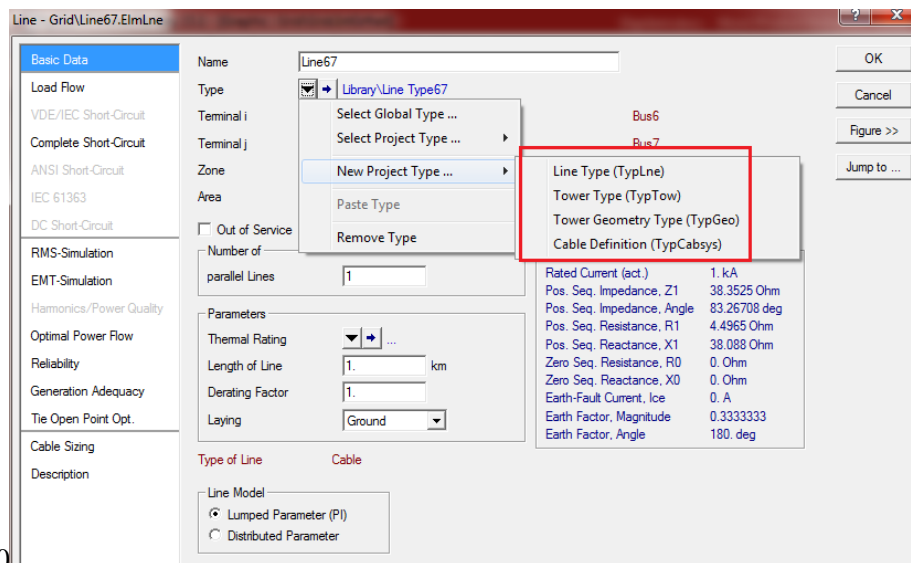 Line - Grid\Line67.ElmLne
? x
Basic Data
Load Flow
VDE/IEC Short-Circuit
Complete Short-Circuit
ANSI Short-Circuit
IEC 61363
DC Short-Circuit
RMS-Simulation
EMT-Simulation
Harmonics/Power Quality
Optimal Power Flow
Reliability
Generation Adequacy
Tie Open Point Opt.
Cable Sizing
Description
Name Line67
Type Library\Line Type67
Terminal i Bus6
Terminal j Bus7
Zone
Area
Out of Service
Select Global Type ...
Select Project Type ...
New Project Type ...
Paste Type
Remove Type
Line Type (TypLne)
Tower Type (TypTow)
Tower Geometry Type (TypGeo)
Cable Definition (TypCabsys)
Number of
parallel Lines 1
Parameters
Thermal Rating ...
Length of Line 1. km
Derating Factor 1.
Laying Ground
Type of Line Cable
Line Model
Lumped Parameter (PI)
Distributed Parameter
Rated Current (act.) 1. kA
Pos. Seq. Impedance, Z1 38.3525 Ohm
Pos. Seq. Impedance, Angle 83.26708 deg
Pos. Seq. Resistance, R1 4.4965 Ohm
Pos. Seq. Reactance, X1 38.088 Ohm
Zero Seq. Resistance, R0 0. Ohm
Zero Seq. Reactance, X0 0. Ohm
Earth-Fault Current, Ice 0. A
Earth Factor, Magnitude 0.3333333
Earth Factor, Angle 180. deg
OK
Cancel
Figure >>
Jump to ...